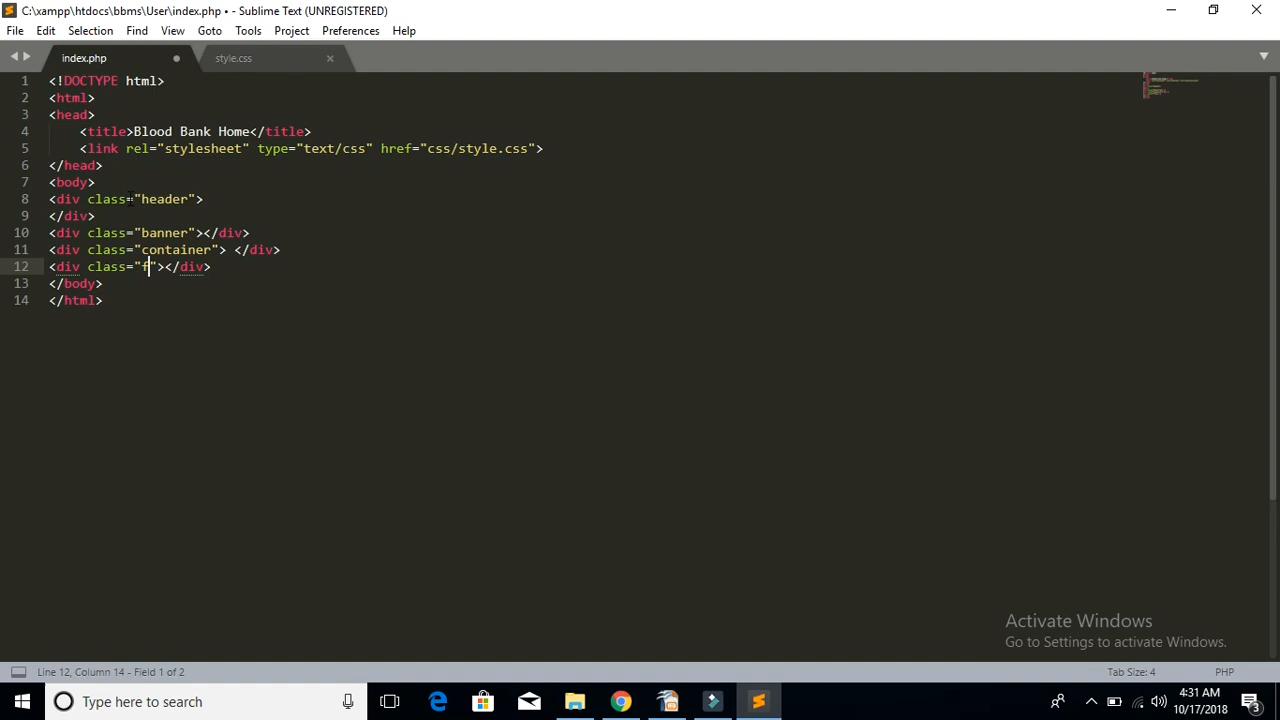 C:\xampp\htdocs\bbms\User\index.php • - Sublime Text (UNREGISTERED)
File Edit Selection Find View Goto Tools Project Preferences Help
index.php style.css
1 <!DOCTYPE html>
2 <html>
3 <head>
4 <title>Blood Bank Home</title>
5 <link rel="stylesheet" type="text/css" href="css/style.css">
6 </head>
7 <body>
8 <div class="header">
9 </div>
10 <div class="banner"></div>
11 <div class="container"> </div>
12 <div class="f"></div>
13 </body>
14 </html>
Activate Windows
Go to Settings to activate Windows.
Line 12, Column 14 - Field 1 of 2 Tab Size: 4 PHP
Type here to search
4:31 AM
10/17/2018
3